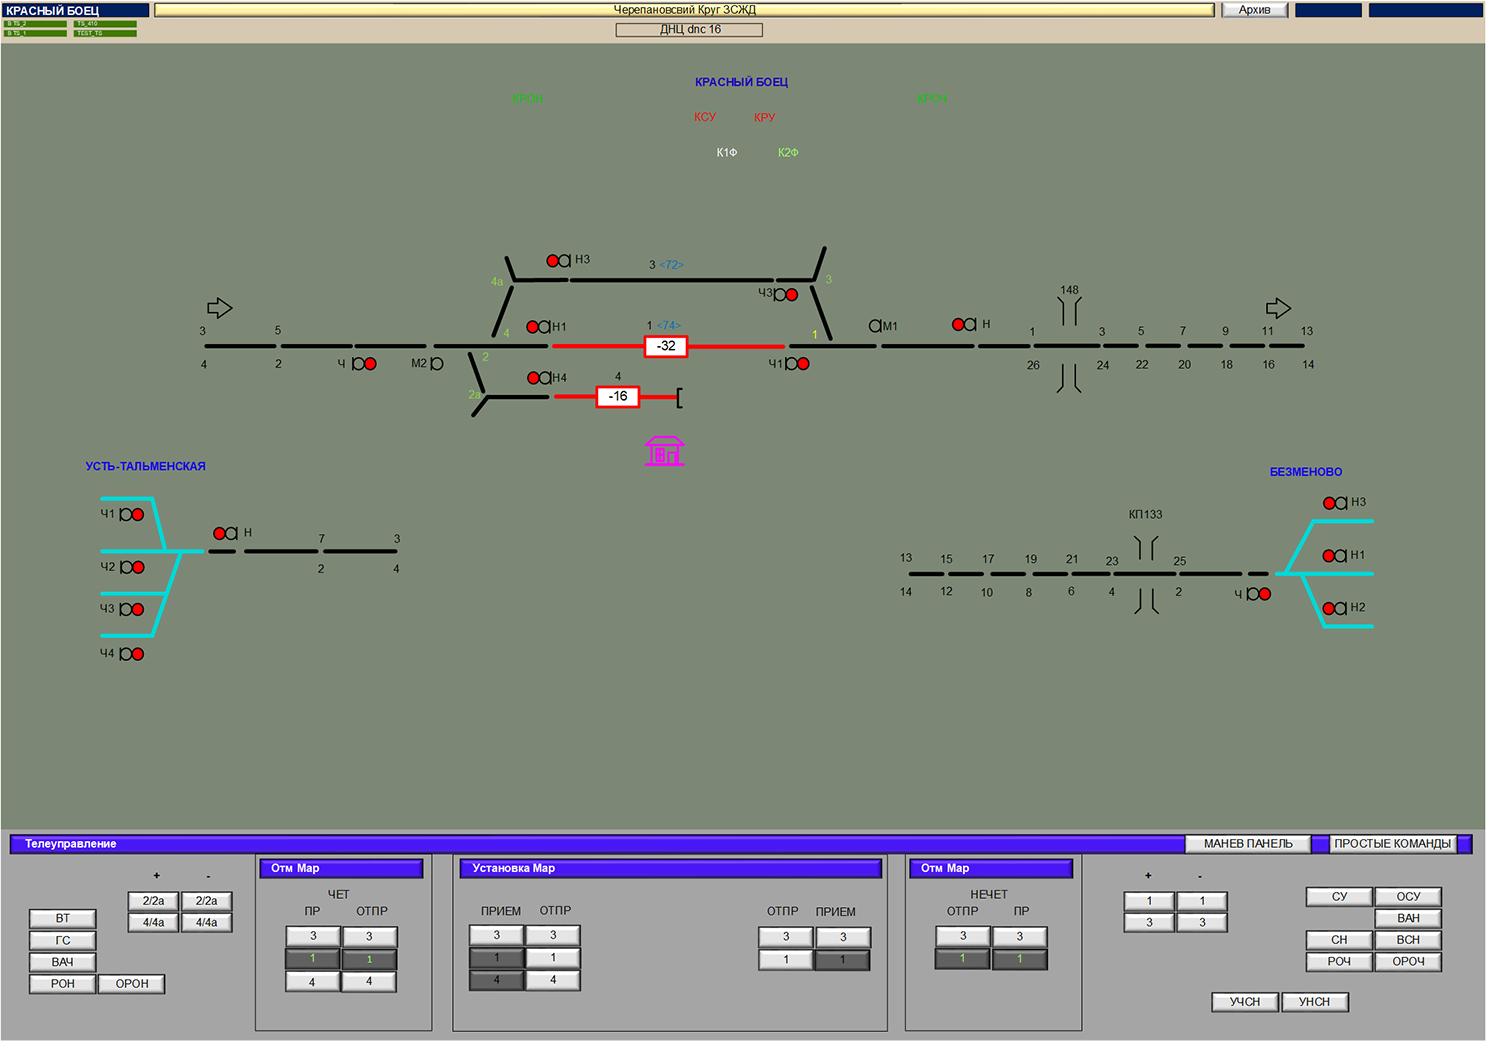 КРАСНЫЙ БОЕЦ
Черепановсвий Круг ЗСЖД
Архив
B TS_2
TS_410
B TS_1
TEST_TS
ДНЦ dnc 16
КРАСНЫЙ БОЕЦ
КРОН
КРОЧ
КСУ
КРУ
К1Ф
К2Ф
Н3
3 <72>
4а
3
Ч3
148
3 5
4
Н1
1 <74>
-32
1
М1
Н
1 3 5 7 9 11 13
4 2
Ч
М2
2
Ч1
26 24 22 20 18 16 14
2а
Н4
4
-16
УСТЬ-ТАЛЬМЕНСКАЯ
БЕЗМЕНОВО
Ч1
Н
7 3
2 4
Ч2
Ч3
Ч4
КП133
Н3
Н1
Н2
13 15 17 19 21 23 25
14 12 10 8 6 4 2
Ч
Телеуправление
МАНЕВ ПАНЕЛЬ
ПРОСТЫЕ КОМАНДЫ
+ -
2/2а 2/2а
4/4а 4/4а
ВТ
ГС
ВАЧ
РОН ОРОН
Отм Мар
ЧЕТ
ПР ОТПР
3 3
1 1
4 4
Установка Мар
ПРИЕМ ОТПР
3 3
1 1
4 4
ОТПР ПРИЕМ
3 3
1 1
Отм Мар
НЕЧЕТ
ОТПР ПР
3 3
1 1
+ -
1 1
3 3
СУ ОСУ
ВАН
СН ВСН
РОЧ ОРОЧ
УЧСН УНСН